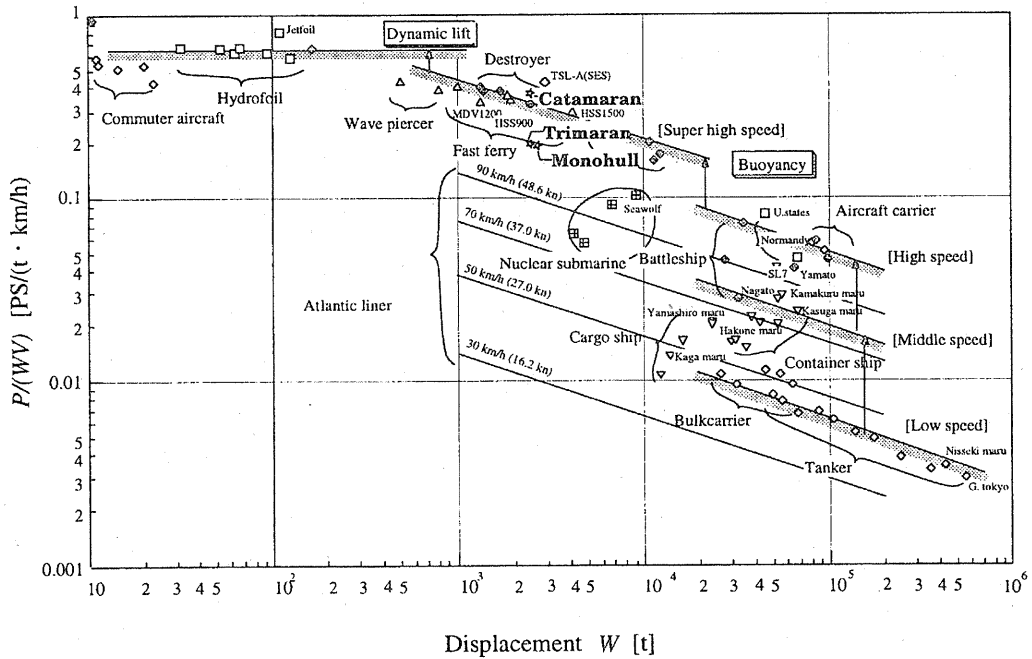 Dynamic lift
Jetfoil
Destroyer
TSL-A(SES)
Catamaran
Hydrofoil
Commuter aircraft
Wave piercer
MDV1200
HSS900
HSS1500
Trimaran
[Super high speed]
Fast ferry
Monohull
Buoyancy
90 km/h (48.6 kn)
Seawolf
U.states
Aircraft carrier
70 km/h (37.0 kn)
Normandy
Nuclear submarine
Battleship
[High speed]
50 km/h (27.0 kn)
SL7
Yamato
Atlantic liner
Nagato
Kamakuru maru
Yamashiro maru
Kasuga maru
Cargo ship
Hakone maru
[Middle speed]
30 km/h (16.2 kn)
Kaga maru
Container ship
Bulkcarrier
[Low speed]
Tanker
Nisseki maru
G. tokyo
P/(WV) [PS/(t · km/h)]
1
5
4
3
2
0.1
5
4
3
2
0.01
5
4
3
2
0.001
10 2 3 4 5 10² 2 3 4 5 10³ 2 3 4 5 10⁴ 2 3 4 5 10⁵ 2 3 4 5 10⁶
Displacement W [t]